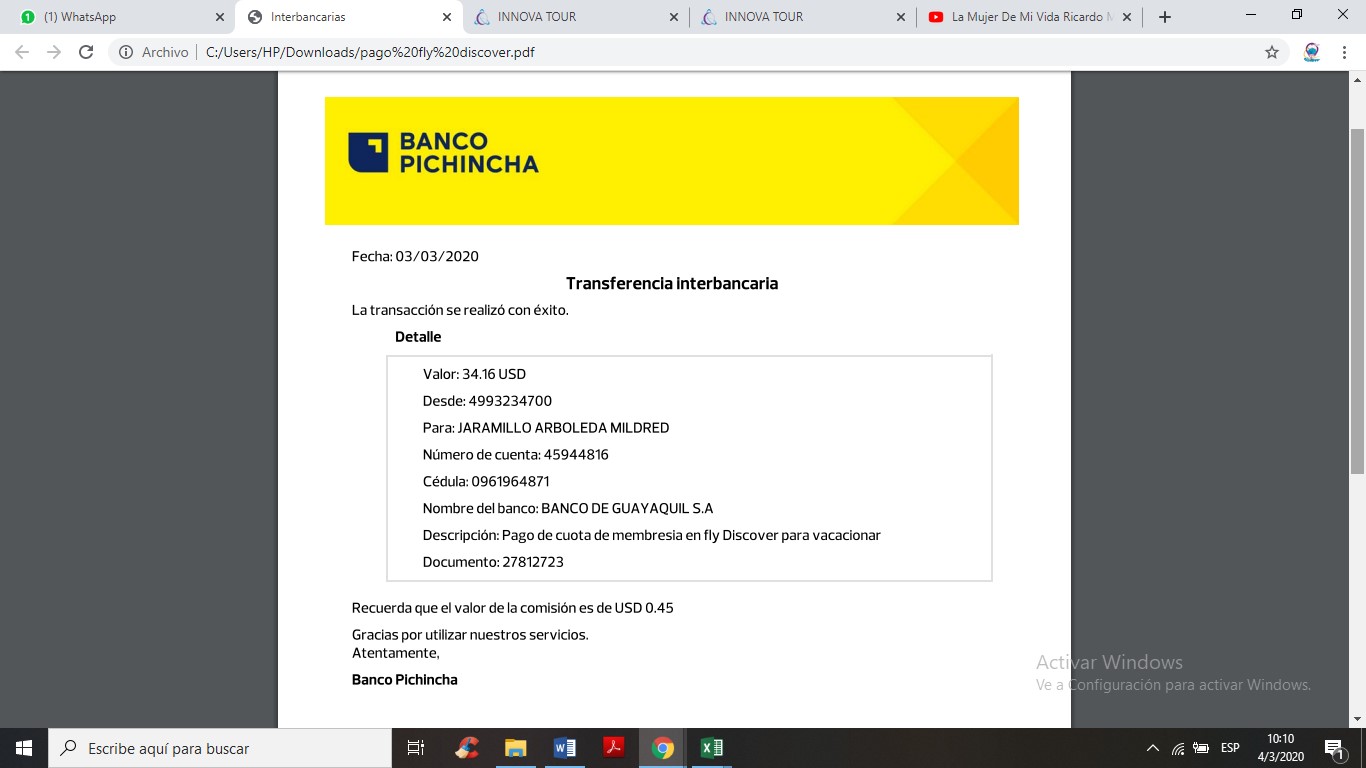 (1) WhatsApp
Interbancarias
INNOVA TOUR
INNOVA TOUR
La Mujer De Mi Vida Ricardo
Archivo
C:/Users/HP/Downloads/pago%20fly%20discover.pdf
BANCO
PICHINCHA
Fecha: 03/03/2020
Transferencia interbancaria
La transacción se realizó con éxito.
Detalle
Valor: 34.16 USD
Desde: 4993234700
Para: JARAMILLO ARBOLEDA MILDRED
Número de cuenta: 45944816
Cédula: 0961964871
Nombre del banco: BANCO DE GUAYAQUIL S.A
Descripción: Pago de cuota de membresia en fly Discover para vacacionar
Documento: 27812723
Recuerda que el valor de la comisión es de USD 0.45
Gracias por utilizar nuestros servicios.
Atentamente,
Banco Pichincha
Activar Windows
Ve a Configuración para activar Windows.
Escribe aquí para buscar
ESP
10:10
4/3/2020
1